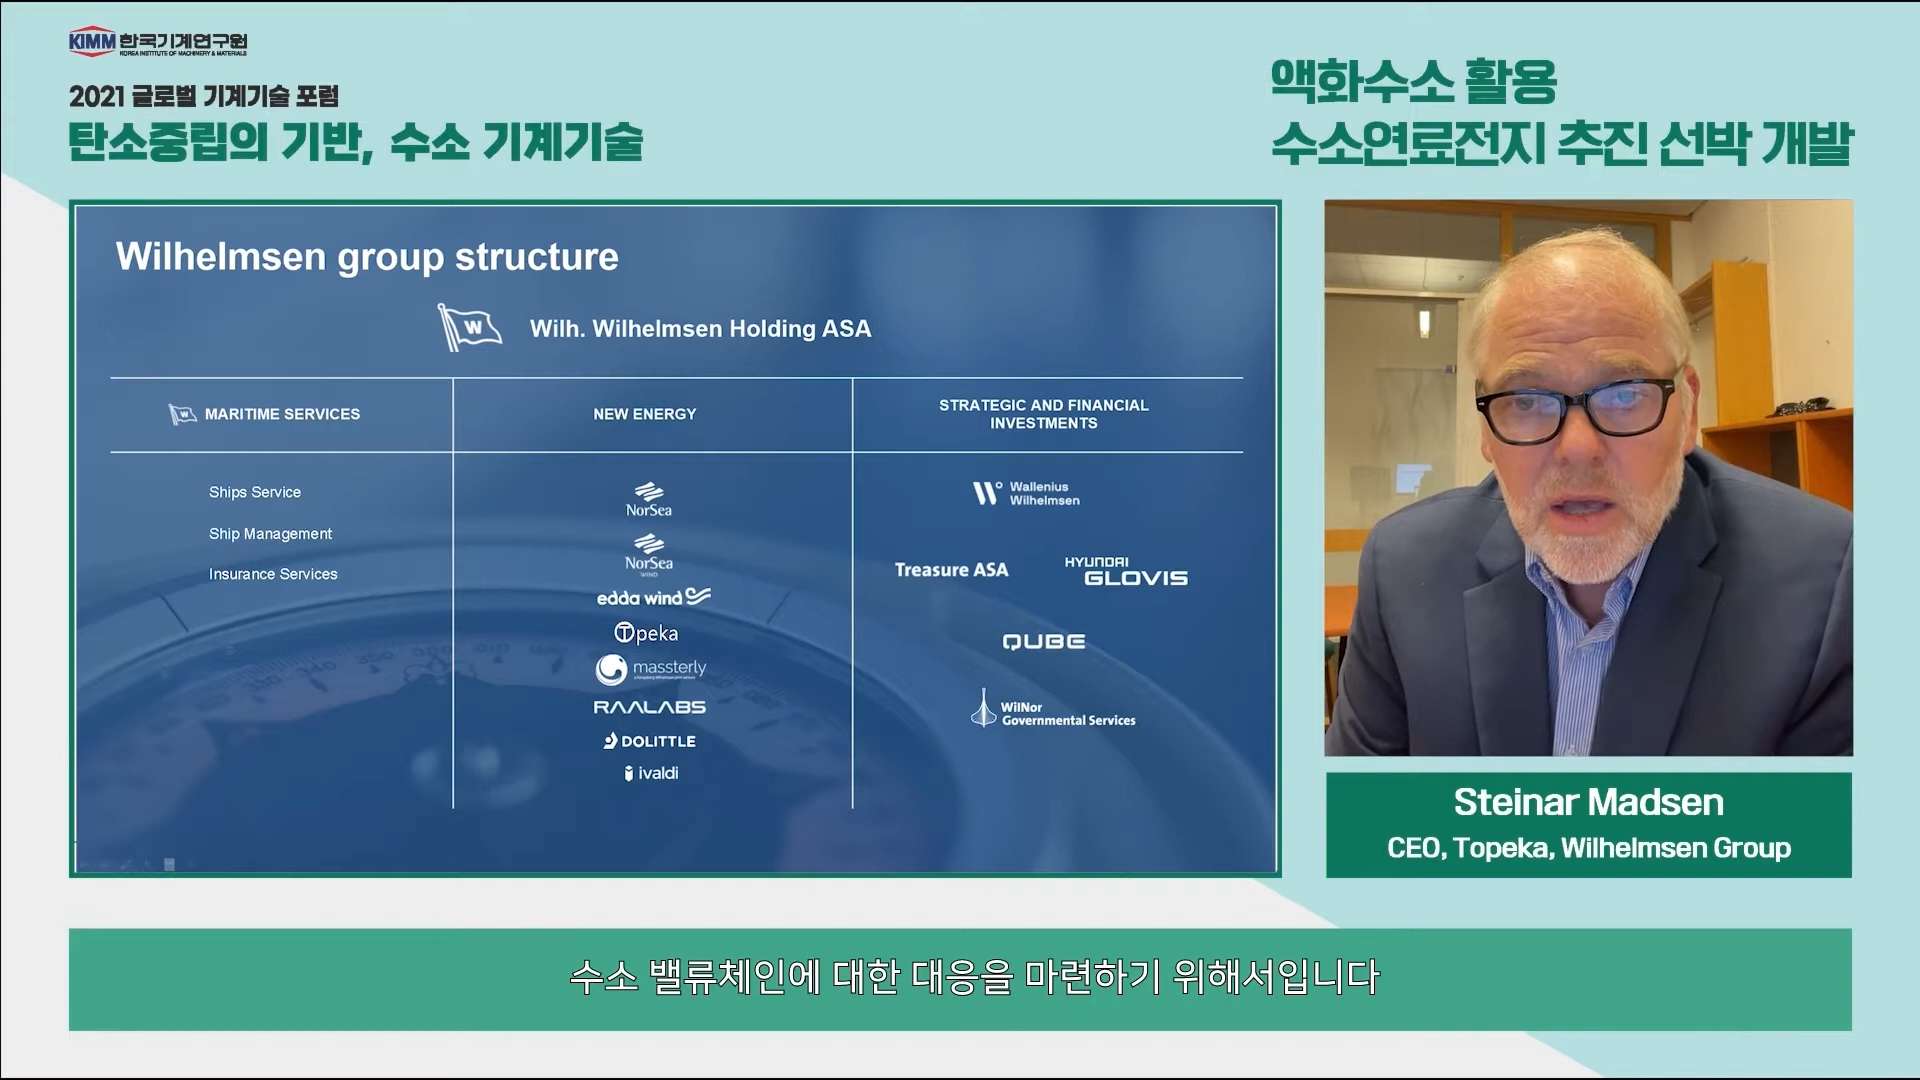 KIMM 한국기계연구원
KOREA INSTITUTE OF MACHINERY & MATERIALS
2021 글로벌 기계기술 포럼
탄소중립의 기반, 수소 기계기술
액화수소 활용
수소연료전지 추진 선박 개발
Wilhelmsen group structure
W
Wilh. Wilhelmsen Holding ASA
W MARITIME SERVICES
Ships Service
Ship Management
Insurance Services
NEW ENERGY
NorSea
NorSea
WIND
edda wind
Topeka
massterly
RAALABS
DOLITTLE
ivaldi
STRATEGIC AND FINANCIAL
INVESTMENTS
Wallenius
Wilhelmsen
Treasure ASA
HYUNDAI
GLOVIS
QUBE
WilNor
Governmental Services
Steinar Madsen
CEO, Topeka, Wilhelmsen Group
수소 밸류체인에 대한 대응을 마련하기 위해서입니다